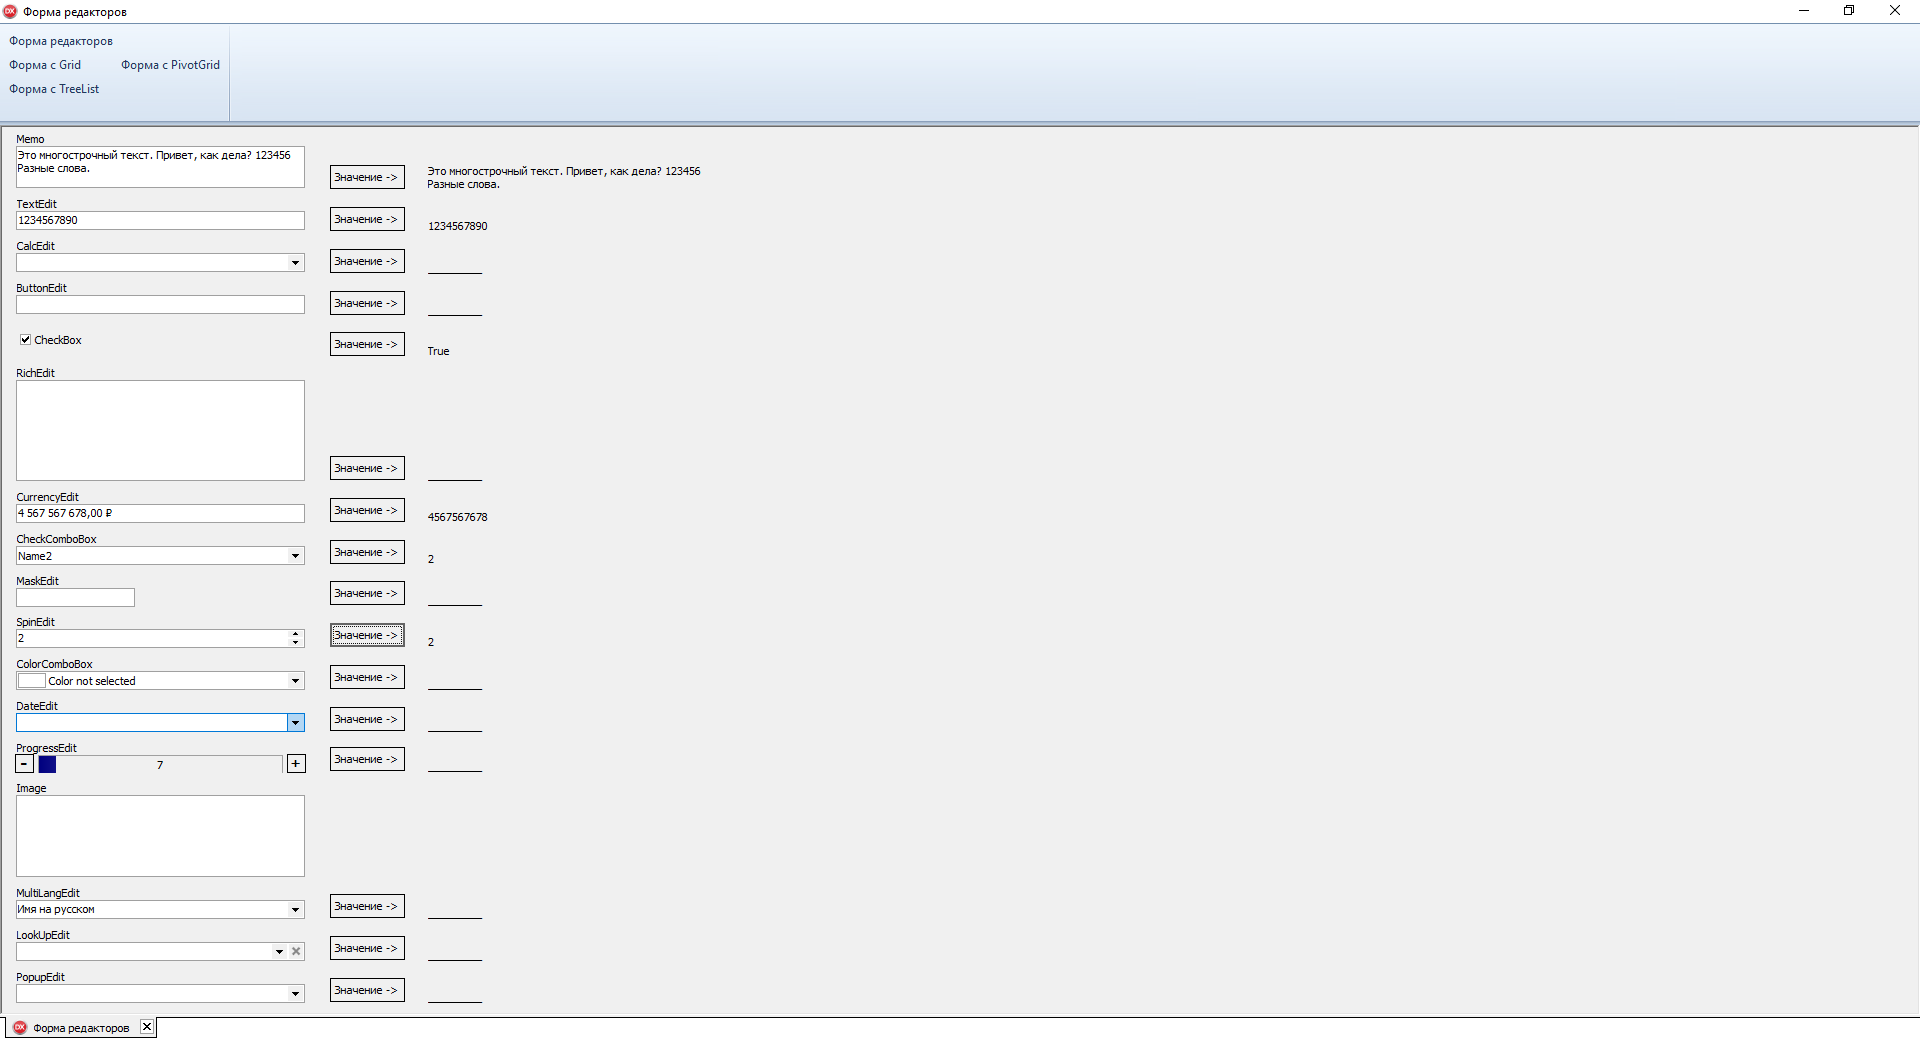 Форма редакторов
Форма редакторов
Форма с Grid Форма с PivotGrid
Форма с TreeList
Memo
Это многострочный текст. Привет, как дела? 123456
Разные слова.
Значение ->
Это многострочный текст. Привет, как дела? 123456
Разные слова.
TextEdit
1234567890
Значение ->
1234567890
CalcEdit
Значение ->
ButtonEdit
Значение ->
CheckBox
Значение ->
True
RichEdit
Значение ->
CurrencyEdit
4 567 567 678,00 ₽
Значение ->
4567567678
CheckComboBox
Name2
Значение ->
2
MaskEdit
Значение ->
SpinEdit
2
Значение ->
2
ColorComboBox
Color not selected
Значение ->
DateEdit
Значение ->
ProgressEdit
- 7 +
Значение ->
Image
MultiLangEdit
Имя на русском
Значение ->
LookUpEdit
Значение ->
PopupEdit
Значение ->
DX Форма редакторов